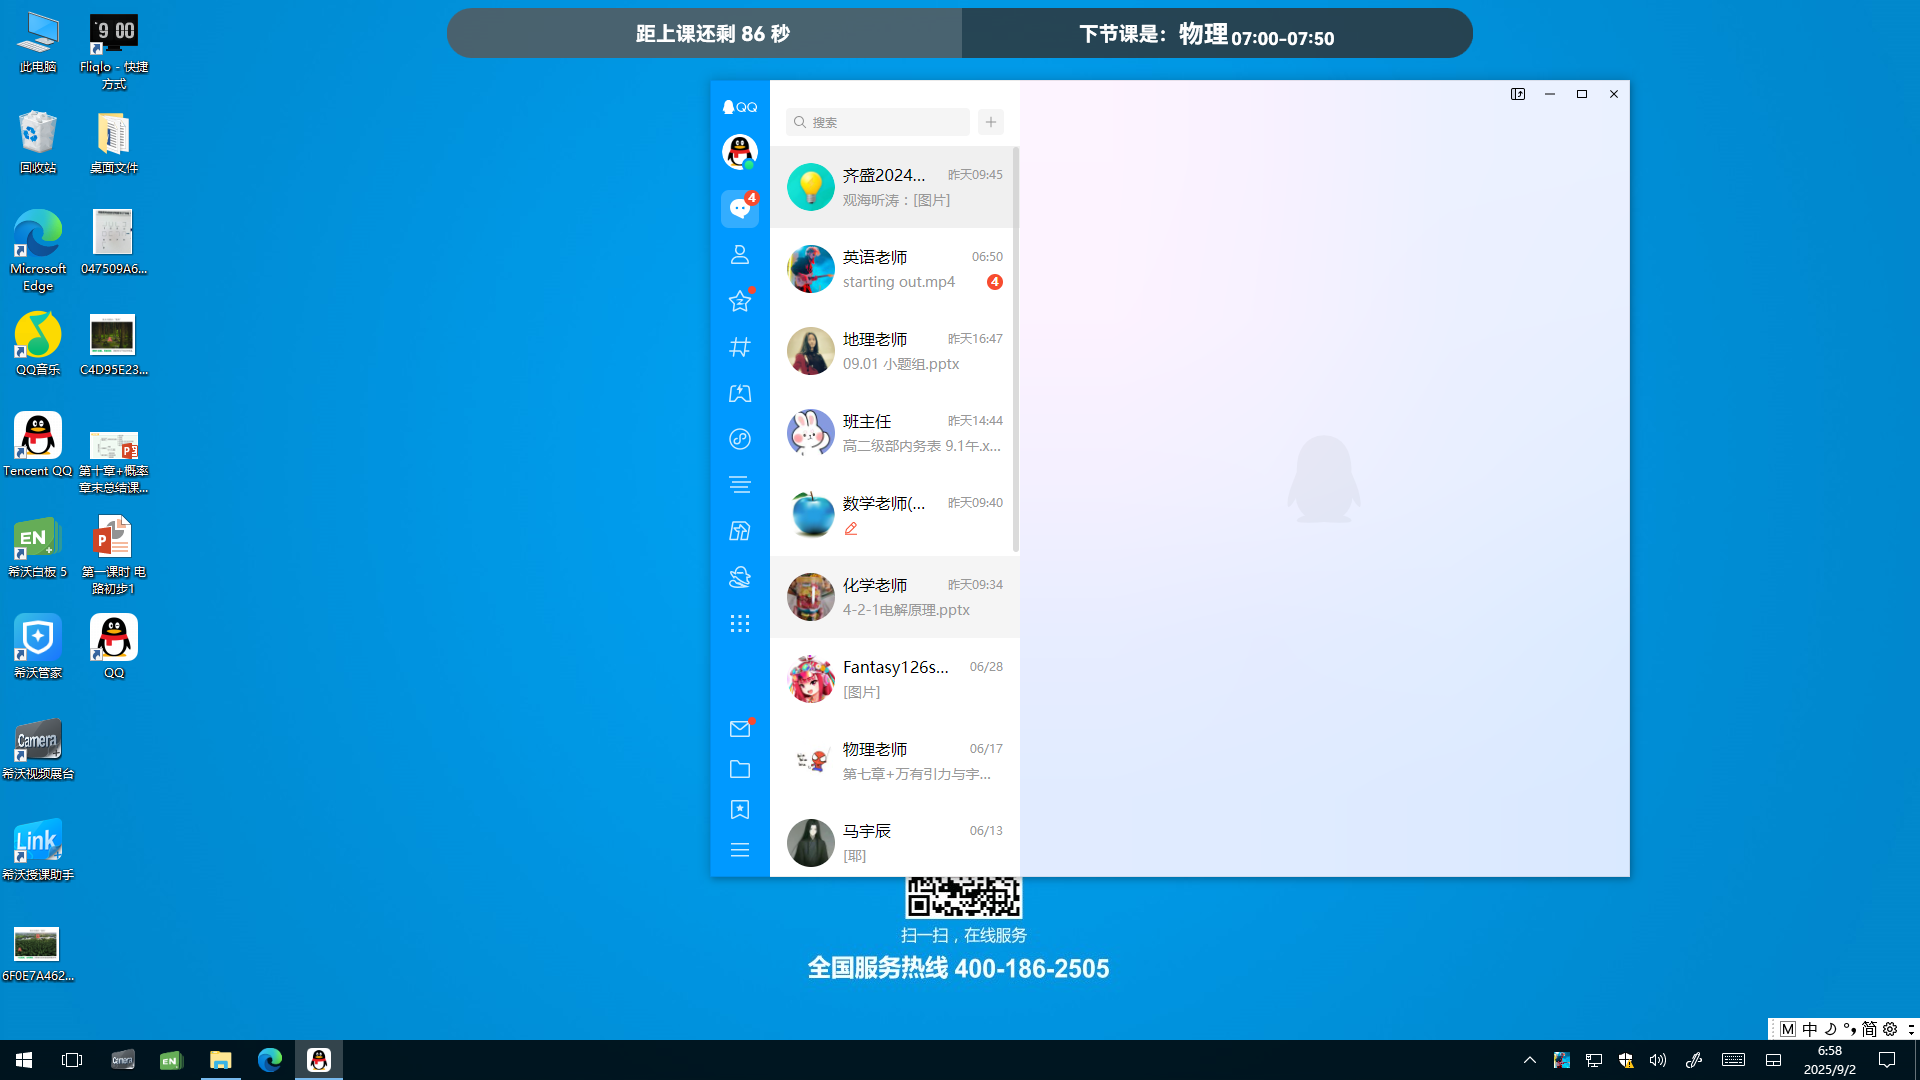 距上课还剩 86 秒
下节课是：物理 07:00-07:50
此电脑
Fliqlo - 快捷方式
回收站
桌面文件
Microsoft Edge
047509A6...
QQ音乐
C4D95E23...
Tencent QQ
第十章+概率章末总结课...
希沃白板 5
第一课时 电路初步1
希沃管家
QQ
Camera
希沃视频展台
Link
希沃授课助手
6F0E7A462...
QQ
4
搜索
齐盛2024... 昨天09:45
观海听涛：[图片]
英语老师 06:50
starting out.mp4 4
地理老师 昨天16:47
09.01 小题组.pptx
班主任 昨天14:44
高二级部内务表 9.1午.x...
数学老师(... 昨天09:40
化学老师 昨天09:34
4-2-1电解原理.pptx
Fantasy126s... 06/28
[图片]
物理老师 06/17
第七章+万有引力与宇...
马宇辰 06/13
[耶]
扫一扫，在线服务
全国服务热线 400-186-2505
M 中 简
6:58
2025/9/2